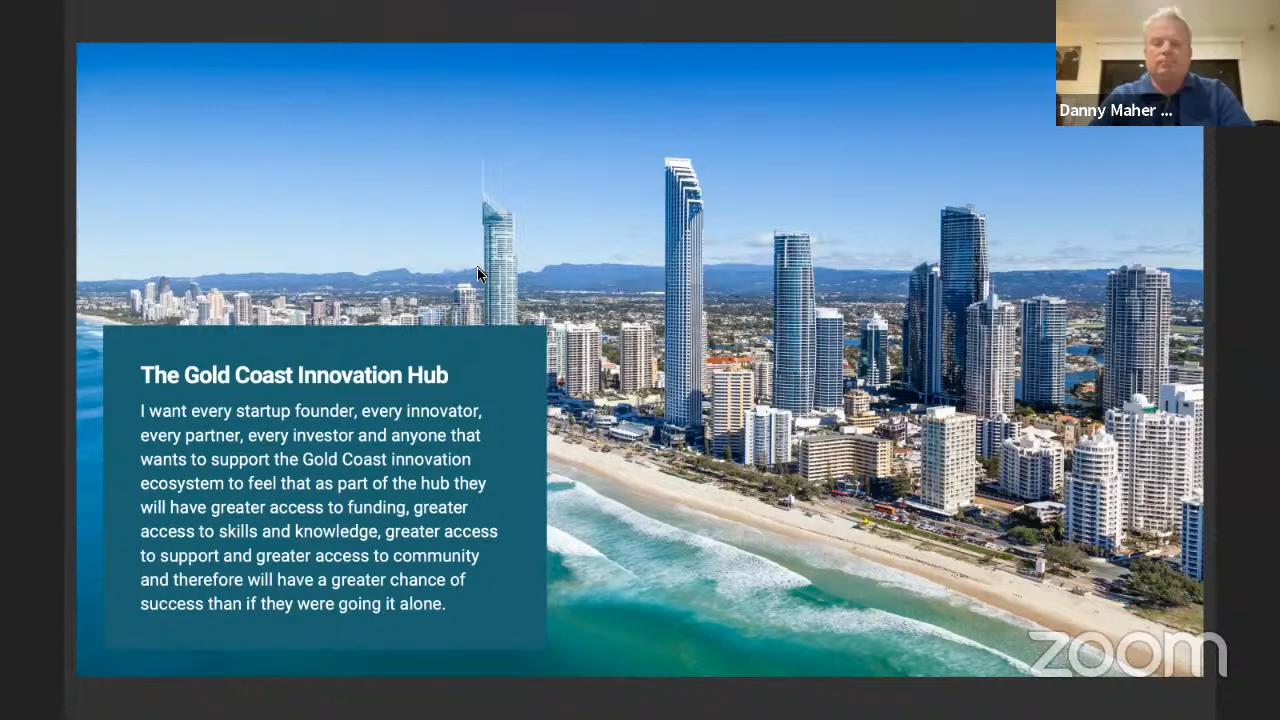 Danny Maher ...
The Gold Coast Innovation Hub
I want every startup founder, every innovator,
every partner, every investor and anyone that
wants to support the Gold Coast innovation
ecosystem to feel that as part of the hub they
will have greater access to funding, greater
access to skills and knowledge, greater access
to support and greater access to community
and therefore will have a greater chance of
success than if they were going it alone.
zoom